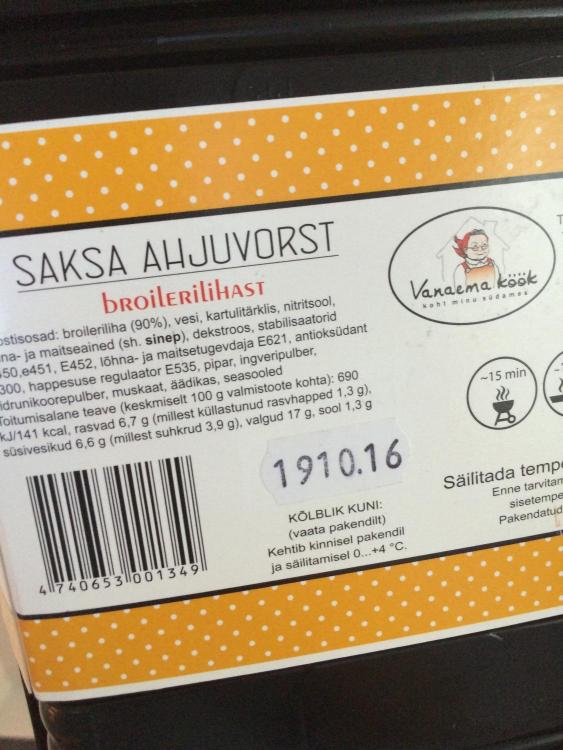 SAKSA AHJUVORST
BROILERILIHAST
ostisosad: broileriliha (90%), vesi, kartulitärklis, nitritsool,
na- ja maitseained (sh. sinep), dekstroos, stabilisaatorid
450,e451, E452, lõhna- ja maitsetugevdaja E621, antioksüdant
300, happesuse regulaator E535, pipar, ingveripulber,
idrunikoorepulber, muskaat, äädikas, seasooled
Toitumisalane teave (keskmiselt 100 g valmistoote kohta): 690
kJ/141 kcal, rasvad 6,7 g (millest küllastunud rasvhapped 1,3 g),
süsivesikud 6,6 g (millest suhkrud 3,9 g), valgud 17 g, sool 1,3 g
1910.16
KÕLBLIK KUNI:
(vaata pakendilt)
Kehtib kinnisel pakendil
ja säilitamisel 0...+4 °C.
4 740653 001349
Vanaema köök
koht minu südames
~15 min
Säilitada tempe
Enne tarvitam
sisetempe
Pakendatud